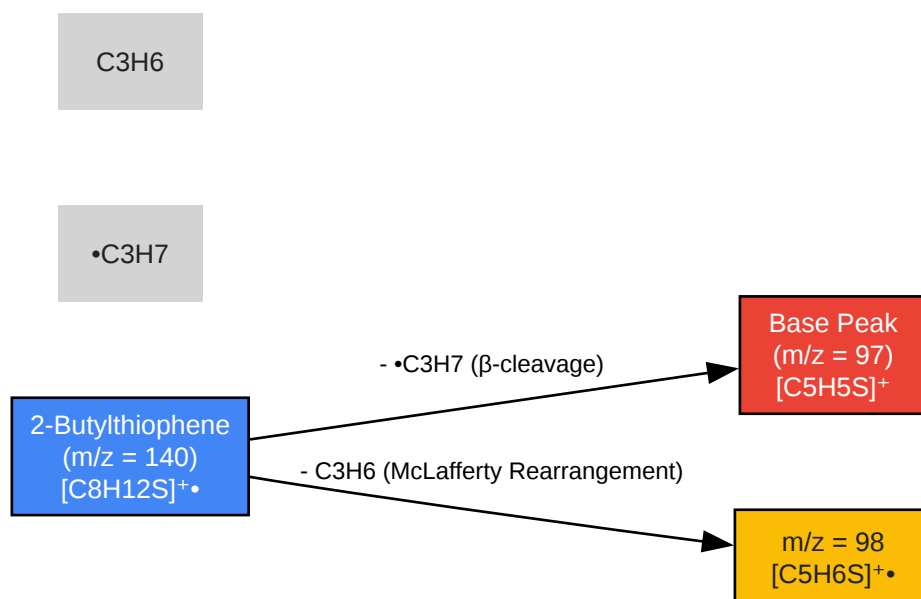 C3H6
•C3H7
- •C3H7 (β-cleavage)
Base Peak
(m/z = 97)
[C5H5S]⁺
2-Butylthiophene
(m/z = 140)
[C8H12S]⁺•
- C3H6 (McLafferty Rearrangement)
m/z = 98
[C5H6S]⁺•